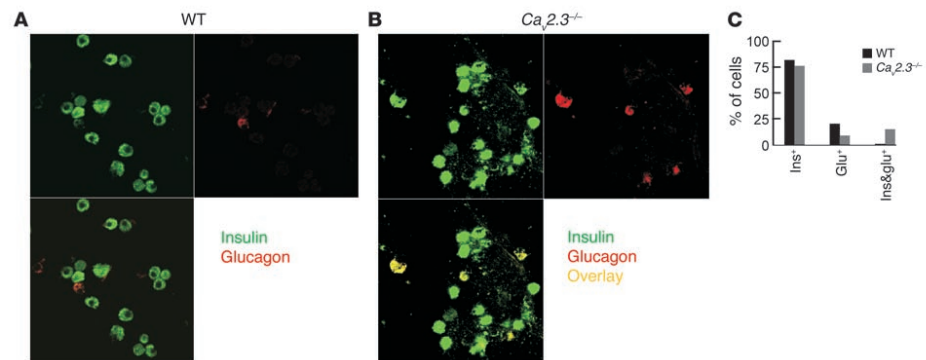 A
WT
B
Cav2.3–/–
C
Insulin
Glucagon
Insulin
Glucagon
Overlay
100
75
50
25
0
% of cells
WT
Cav2.3–/–
Ins+
Glu+
Ins&glu+